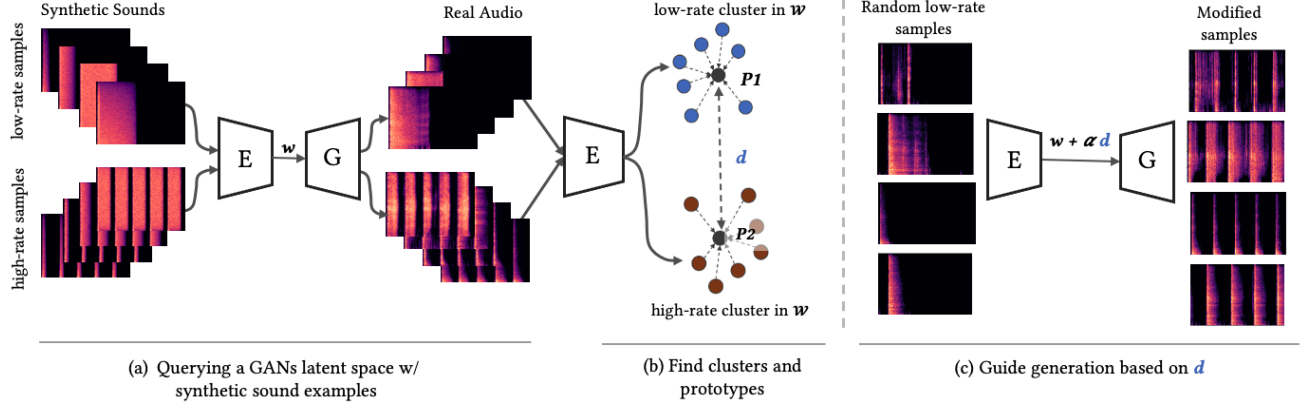 Synthetic Sounds
low-rate samples
high-rate samples
E
w
G
Real Audio
E
low-rate cluster in w
P1
d
P2
high-rate cluster in w
Random low-rate
samples
E
w + α d
G
Modified
samples
(a) Querying a GANs latent space w/
synthetic sound examples
(b) Find clusters and
prototypes
(c) Guide generation based on d